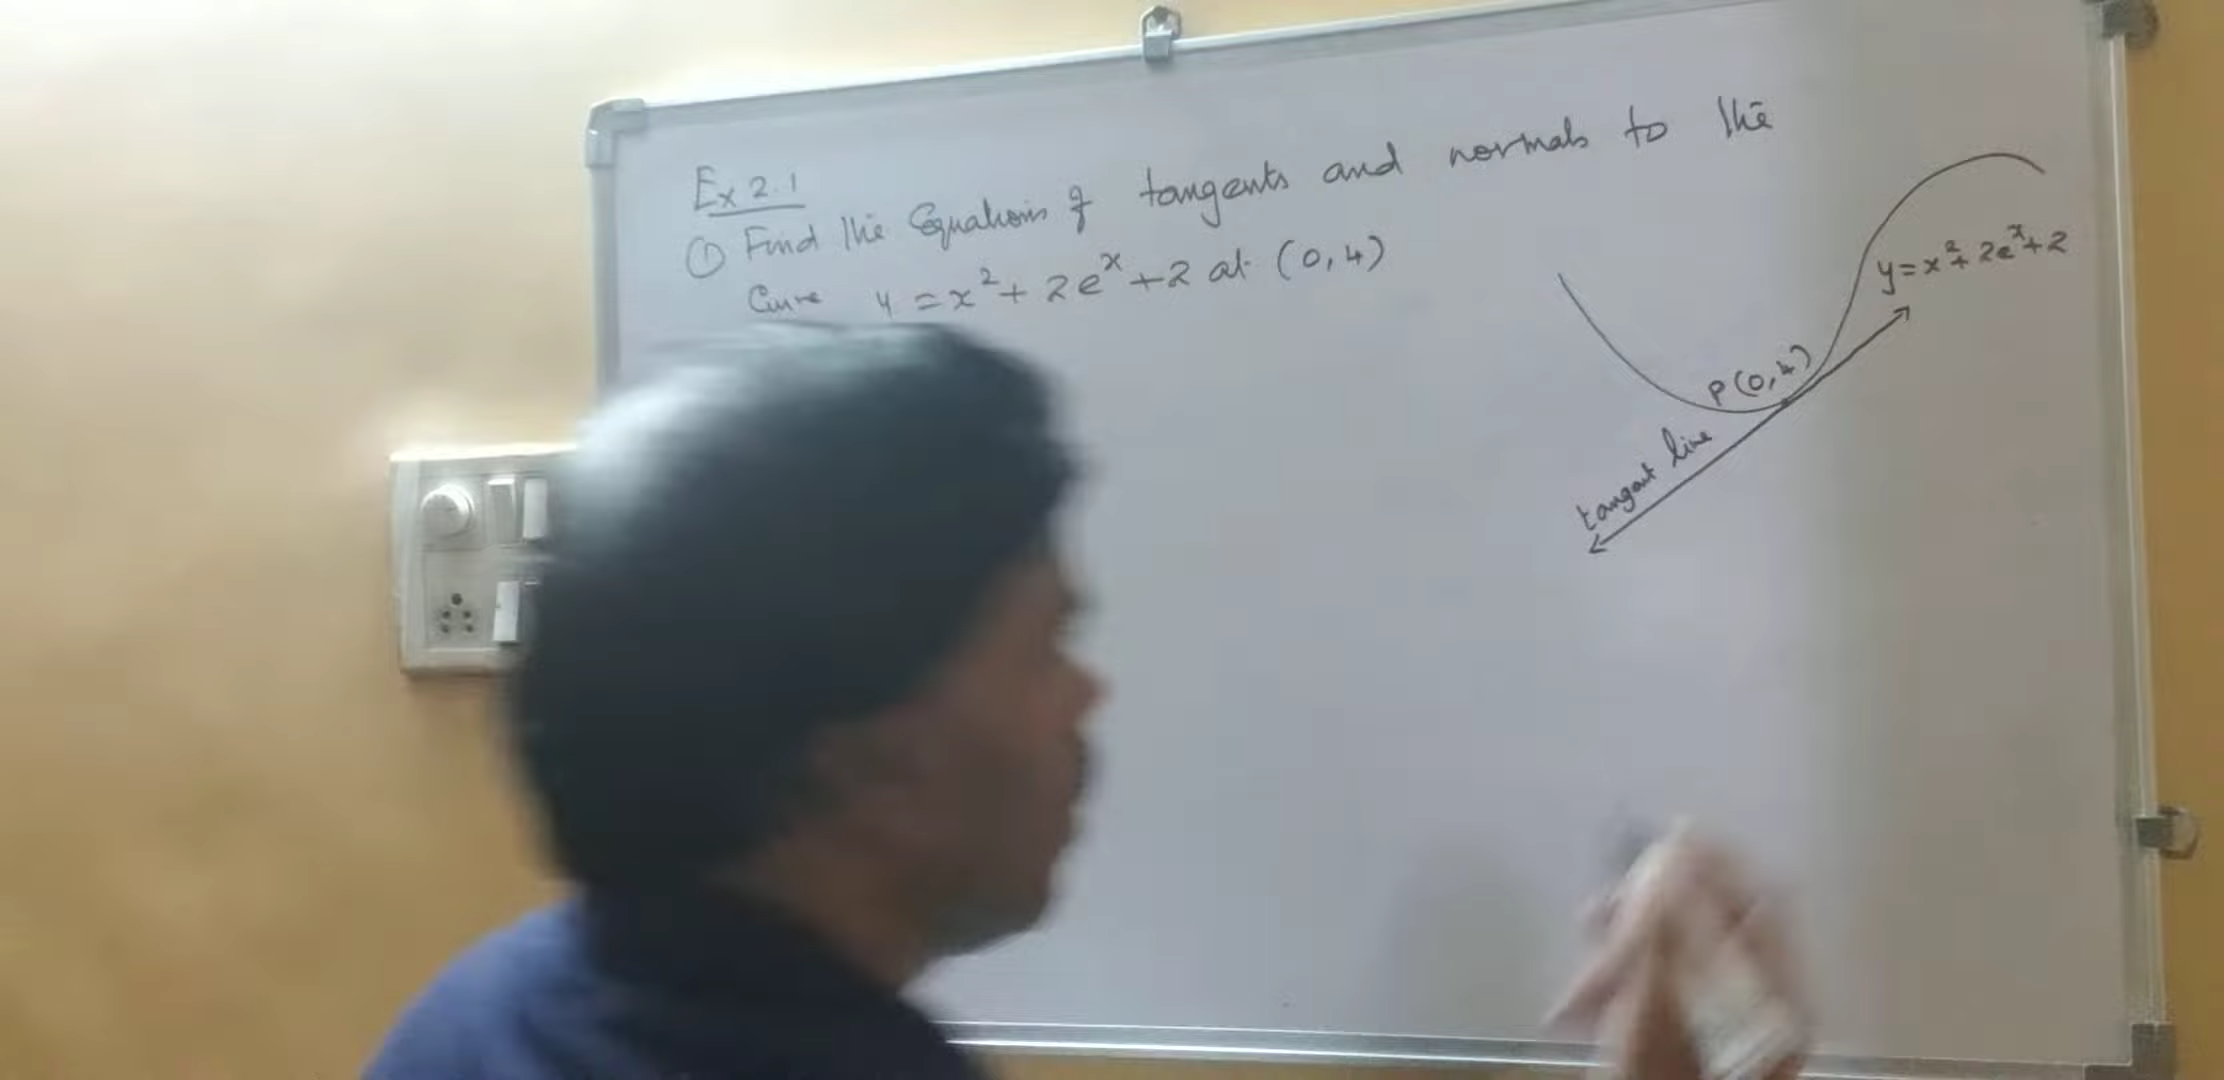 Ex 2.1
① Find the Equations of tangents and normals to the
Curve y = x² + 2eˣ + 2 at (0,4)
y = x² + 2eˣ + 2
P(0,4)
tangent line